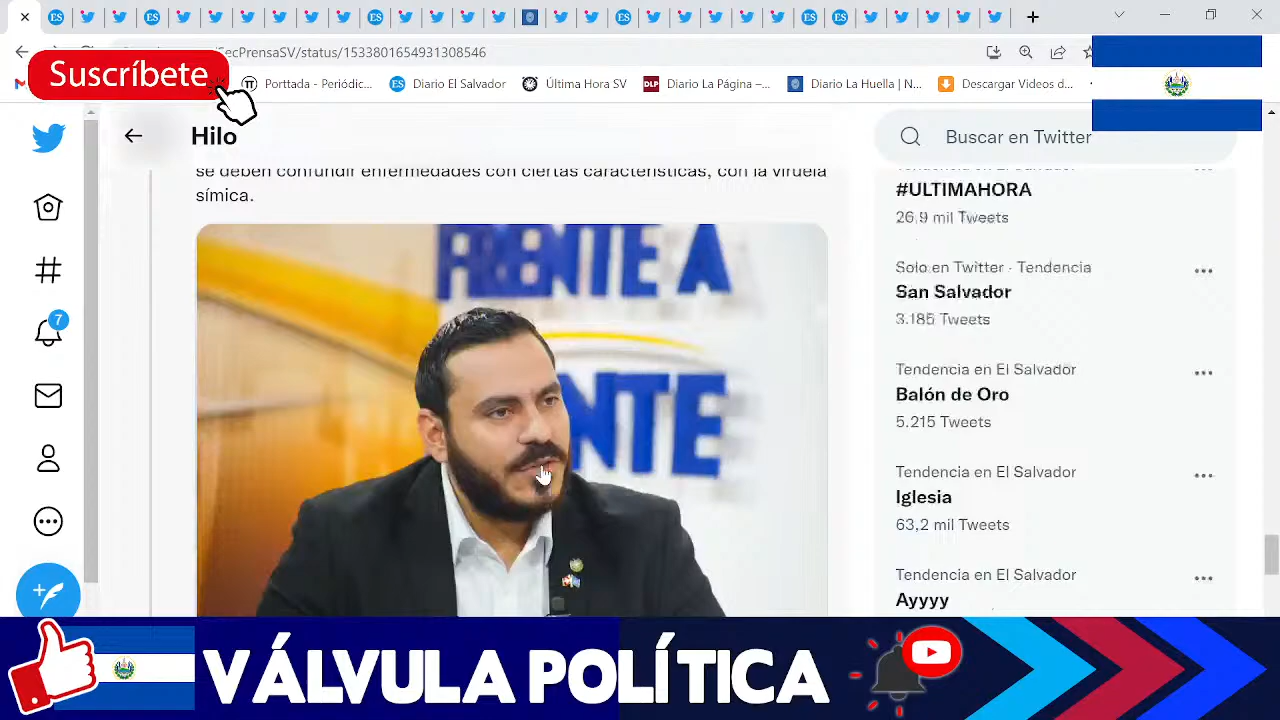 SecPrensaSV/status/1533801654931308546
Suscríbete
Porttada - Periódic...
Diario El Salvador
Última Hora SV
Diario La Página –...
Diario La Huella | N...
Descargar Videos d...
Hilo
Buscar en Twitter
se deben confundir enfermedades con ciertas características, con la viruela
símica.
#ULTIMAHORA
26,9 mil Tweets
Solo en Twitter · Tendencia
San Salvador
3.185 Tweets
Tendencia en El Salvador
Balón de Oro
5.215 Tweets
Tendencia en El Salvador
Iglesia
63,2 mil Tweets
Tendencia en El Salvador
Ayyyy
7
FRENTE A
ENTE
VÁLVULA POLÍTICA